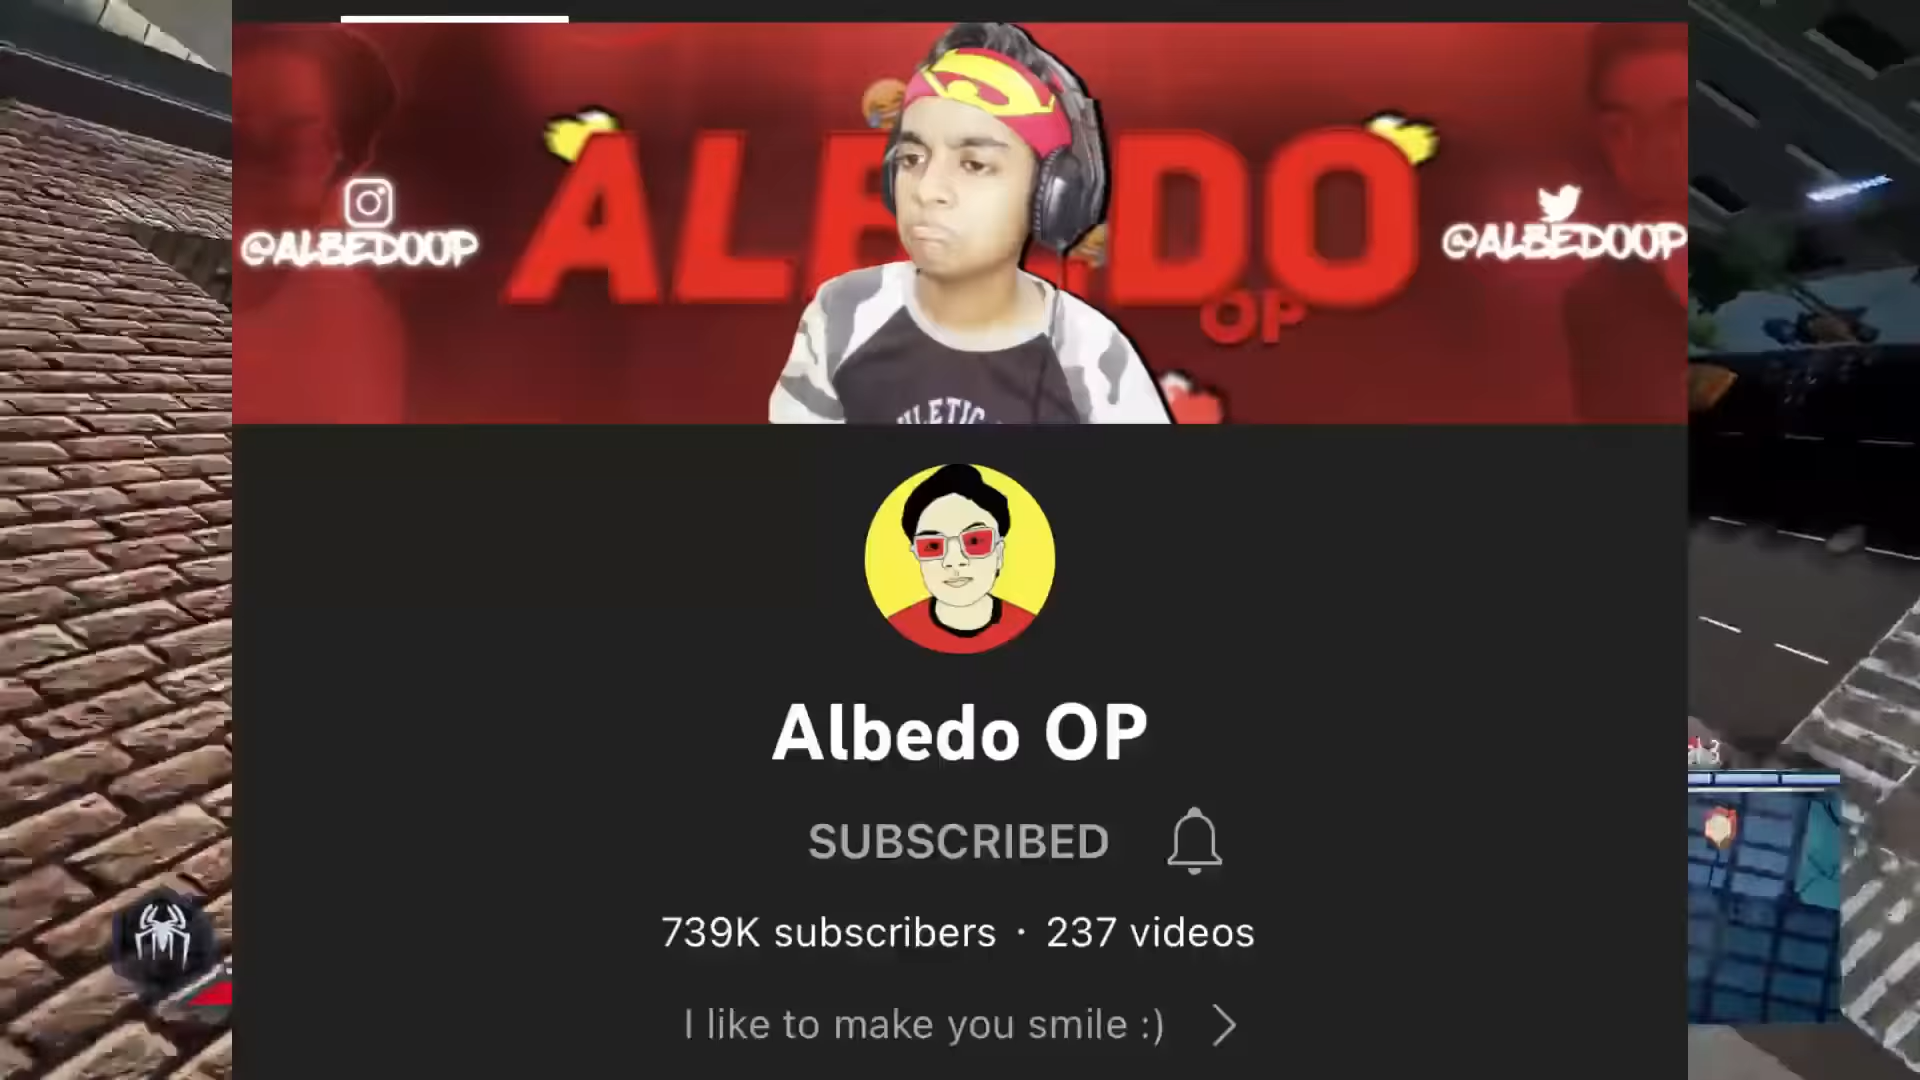 ALBEDO
OP
@ALBEDOOP
@ALBEDOOP
Albedo OP
SUBSCRIBED
739K subscribers · 237 videos
I like to make you smile :)